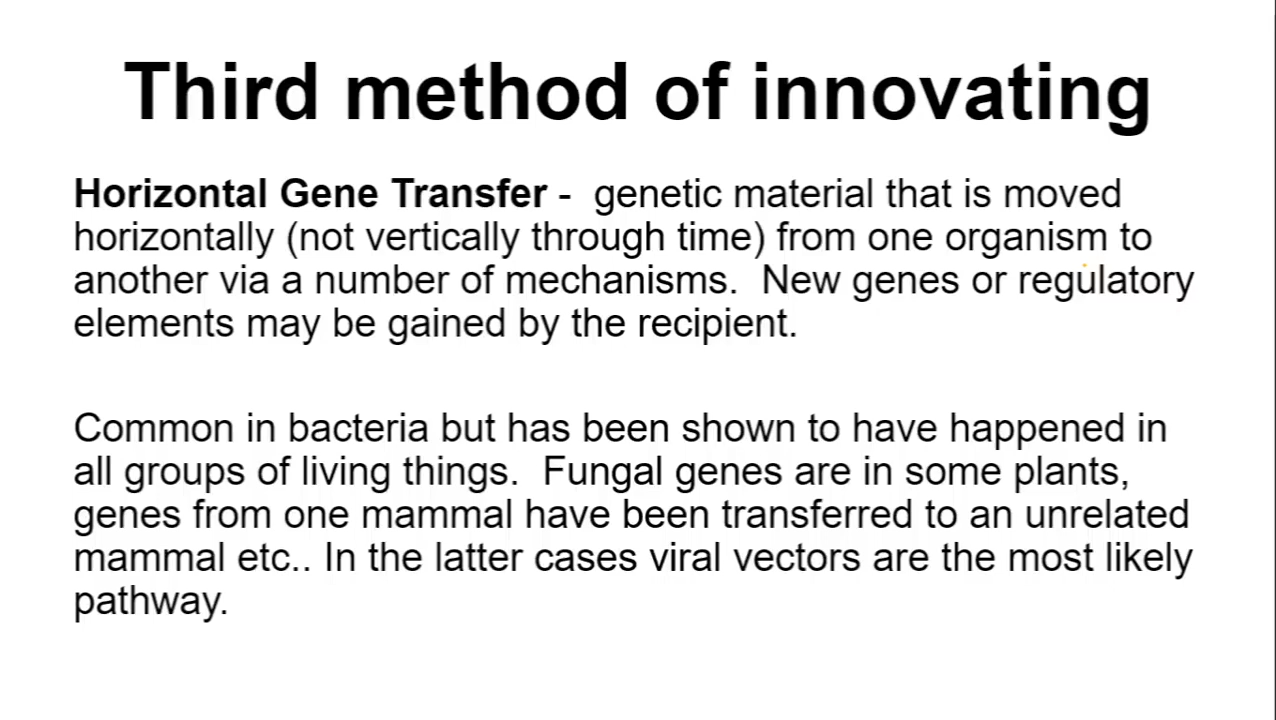 Third method of innovating
Horizontal Gene Transfer -  genetic material that is moved
horizontally (not vertically through time) from one organism to
another via a number of mechanisms.  New genes or regulatory
elements may be gained by the recipient.
Common in bacteria but has been shown to have happened in
all groups of living things.  Fungal genes are in some plants,
genes from one mammal have been transferred to an unrelated
mammal etc.. In the latter cases viral vectors are the most likely
pathway.